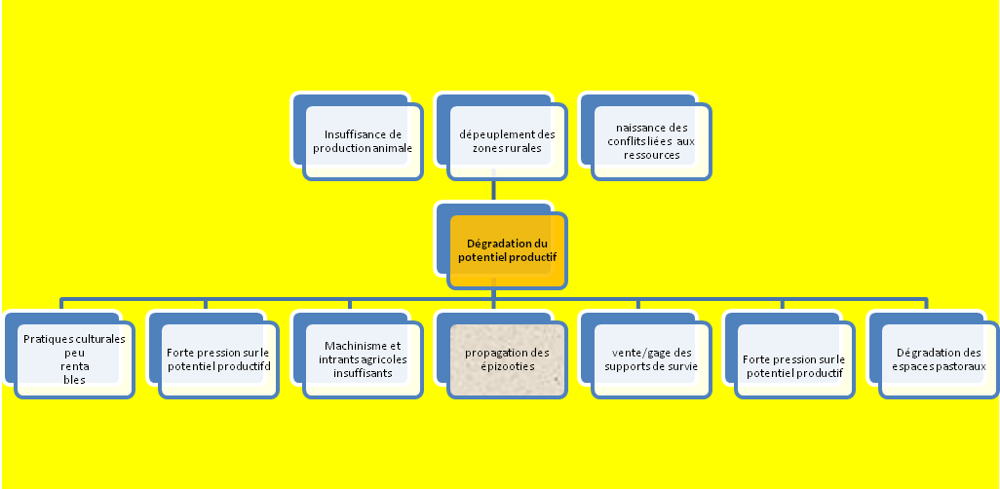 Insuffisance de
production animale
dépeuplement des
zones rurales
naissance des
conflits liées aux
ressources
Dégradation du
potentiel productif
Pratiques culturales
peu
renta
bles
Forte pression sur le
potentiel productifd
Machinisme et
intrants agricoles
insuffisants
propagation des
épizooties
vente/gage des
supports de survie
Forte pression sur le
potentiel productif
Dégradation des
espaces pastoraux